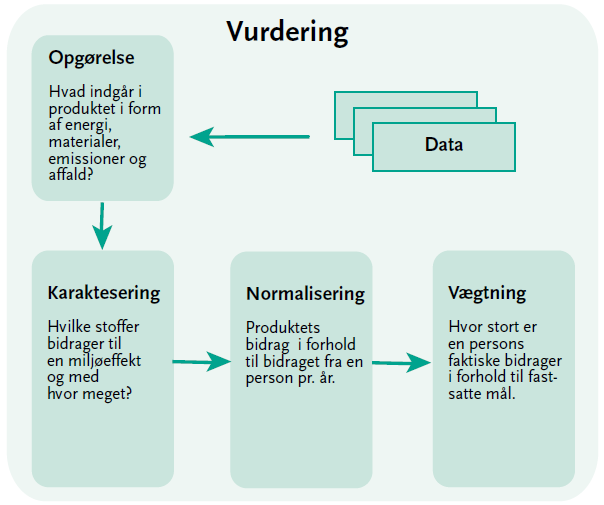 Vurdering
Opgørelse
Hvad indgår i
produktet i form
af energi,
materialer,
emissioner og
affald?
Data
Karaktesering
Hvilke stoffer
bidrager til
en miljøeffekt
og med
hvor meget?
Normalisering
Produktets
bidrag i forhold
til bidraget fra en
person pr. år.
Vægtning
Hvor stort er
en persons
faktiske bidrager
i forhold til fast-
satte mål.